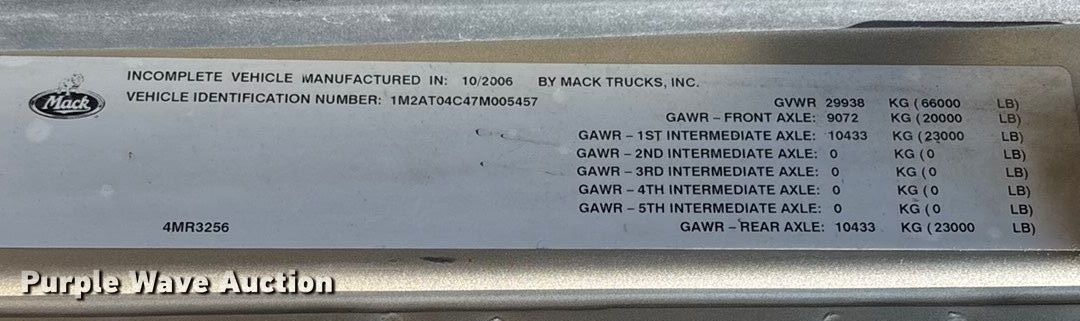 Mack
INCOMPLETE VEHICLE MANUFACTURED IN: 10/2006 BY MACK TRUCKS, INC.
VEHICLE IDENTIFICATION NUMBER: 1M2AT04C47M005457
GVWR 29938 KG ( 66000 LB)
GAWR – FRONT AXLE: 9072 KG ( 20000 LB)
GAWR – 1ST INTERMEDIATE AXLE: 10433 KG ( 23000 LB)
GAWR – 2ND INTERMEDIATE AXLE: 0 KG ( 0 LB)
GAWR – 3RD INTERMEDIATE AXLE: 0 KG ( 0 LB)
GAWR – 4TH INTERMEDIATE AXLE: 0 KG ( 0 LB)
GAWR – 5TH INTERMEDIATE AXLE: 0 KG ( 0 LB)
GAWR – REAR AXLE: 10433 KG ( 23000 LB)
4MR3256
Purple Wave Auction